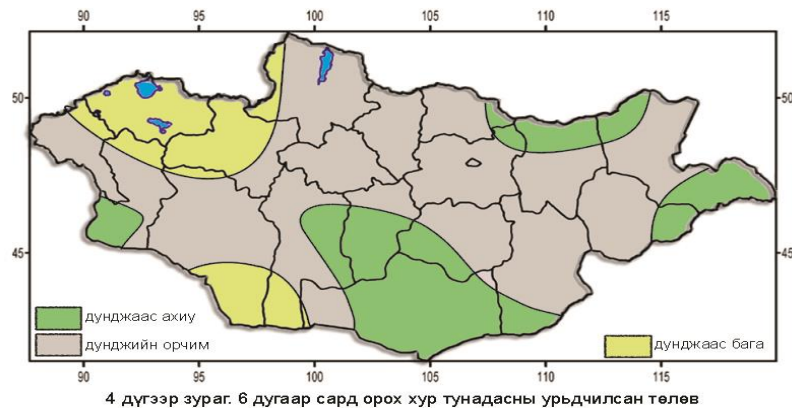 90 95 100 105 110 115
50 50
45 45
дунджаас ахиу
дунджийн орчим
дунджаас бага
90 95 100 105 110 115
4 дүгээр зураг. 6 дугаар сард орох хур тунадасны урьдчилсан төлөв